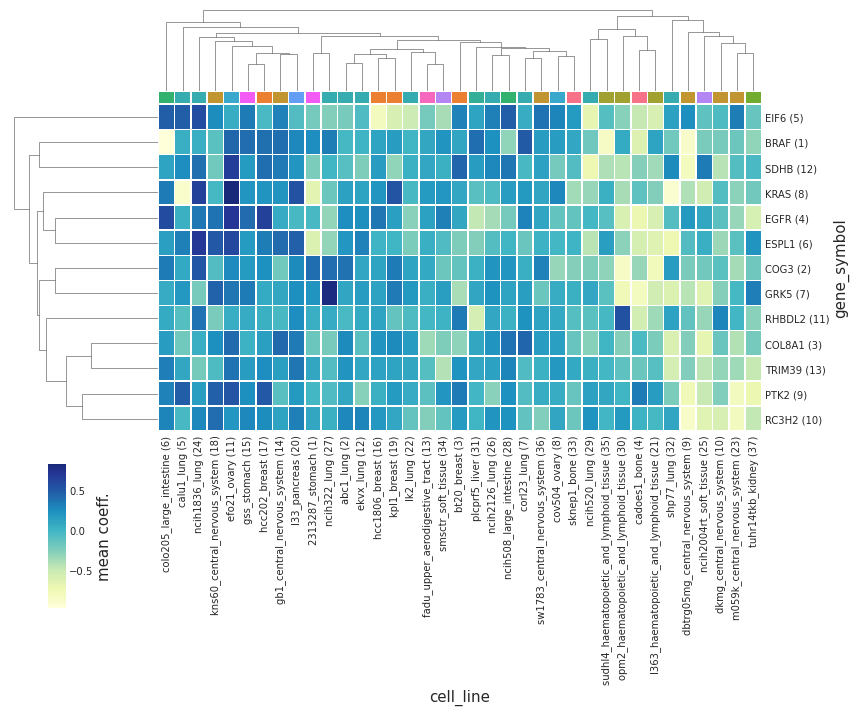 EIF6 (5)
BRAF (1)
SDHB (12)
KRAS (8)
EGFR (4)
ESPL1 (6)
COG3 (2)
GRK5 (7)
RHBDL2 (11)
COL8A1 (3)
TRIM39 (13)
PTK2 (9)
RC3H2 (10)
gene_symbol
colo205_large_intestine (6)
calu1_lung (5)
ncih1836_lung (24)
kns60_central_nervous_system (18)
efo21_ovary (11)
gss_stomach (15)
hcc202_breast (17)
gb1_central_nervous_system (14)
l33_pancreas (20)
2313287_stomach (1)
ncih322_lung (27)
abc1_lung (2)
ekvx_lung (12)
hcc1806_breast (16)
kpl1_breast (19)
lk2_lung (22)
fadu_upper_aerodigestive_tract (13)
smsctr_soft_tissue (34)
bt20_breast (3)
plcprf5_liver (31)
ncih2126_lung (26)
ncih508_large_intestine (28)
corl23_lung (7)
sw1783_central_nervous_system (36)
cov504_ovary (8)
sknep1_bone (33)
ncih520_lung (29)
sudhl4_haematopoietic_and_lymphoid_tissue (35)
opm2_haematopoietic_and_lymphoid_tissue (30)
cadoes1_bone (4)
l363_haematopoietic_and_lymphoid_tissue (21)
shp77_lung (32)
dbtrg05mg_central_nervous_system (9)
ncih2004rt_soft_tissue (25)
dkmg_central_nervous_system (10)
m059k_central_nervous_system (23)
tuhr14tkb_kidney (37)
cell_line
0.5
0.0
−0.5
mean coeff.